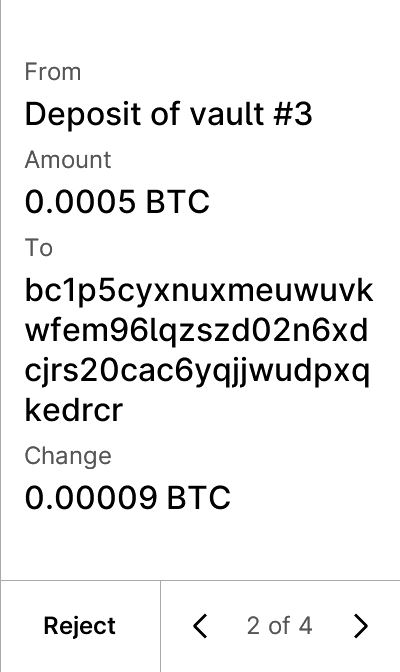 From
Deposit of vault #3
Amount
0.0005 BTC
To
bc1p5cyxnuxmeuwuvk
wfem96lqzszd02n6xd
cjrs20cac6yqjjwudpxq
kedrcr
Change
0.00009 BTC
Reject
2 of 4